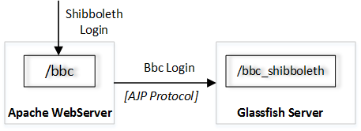 Shibboleth
Login
/bbc
Bbc Login
/bbc_shibboleth
[AJP Protocol]
Apache WebServer
Glassfish Server